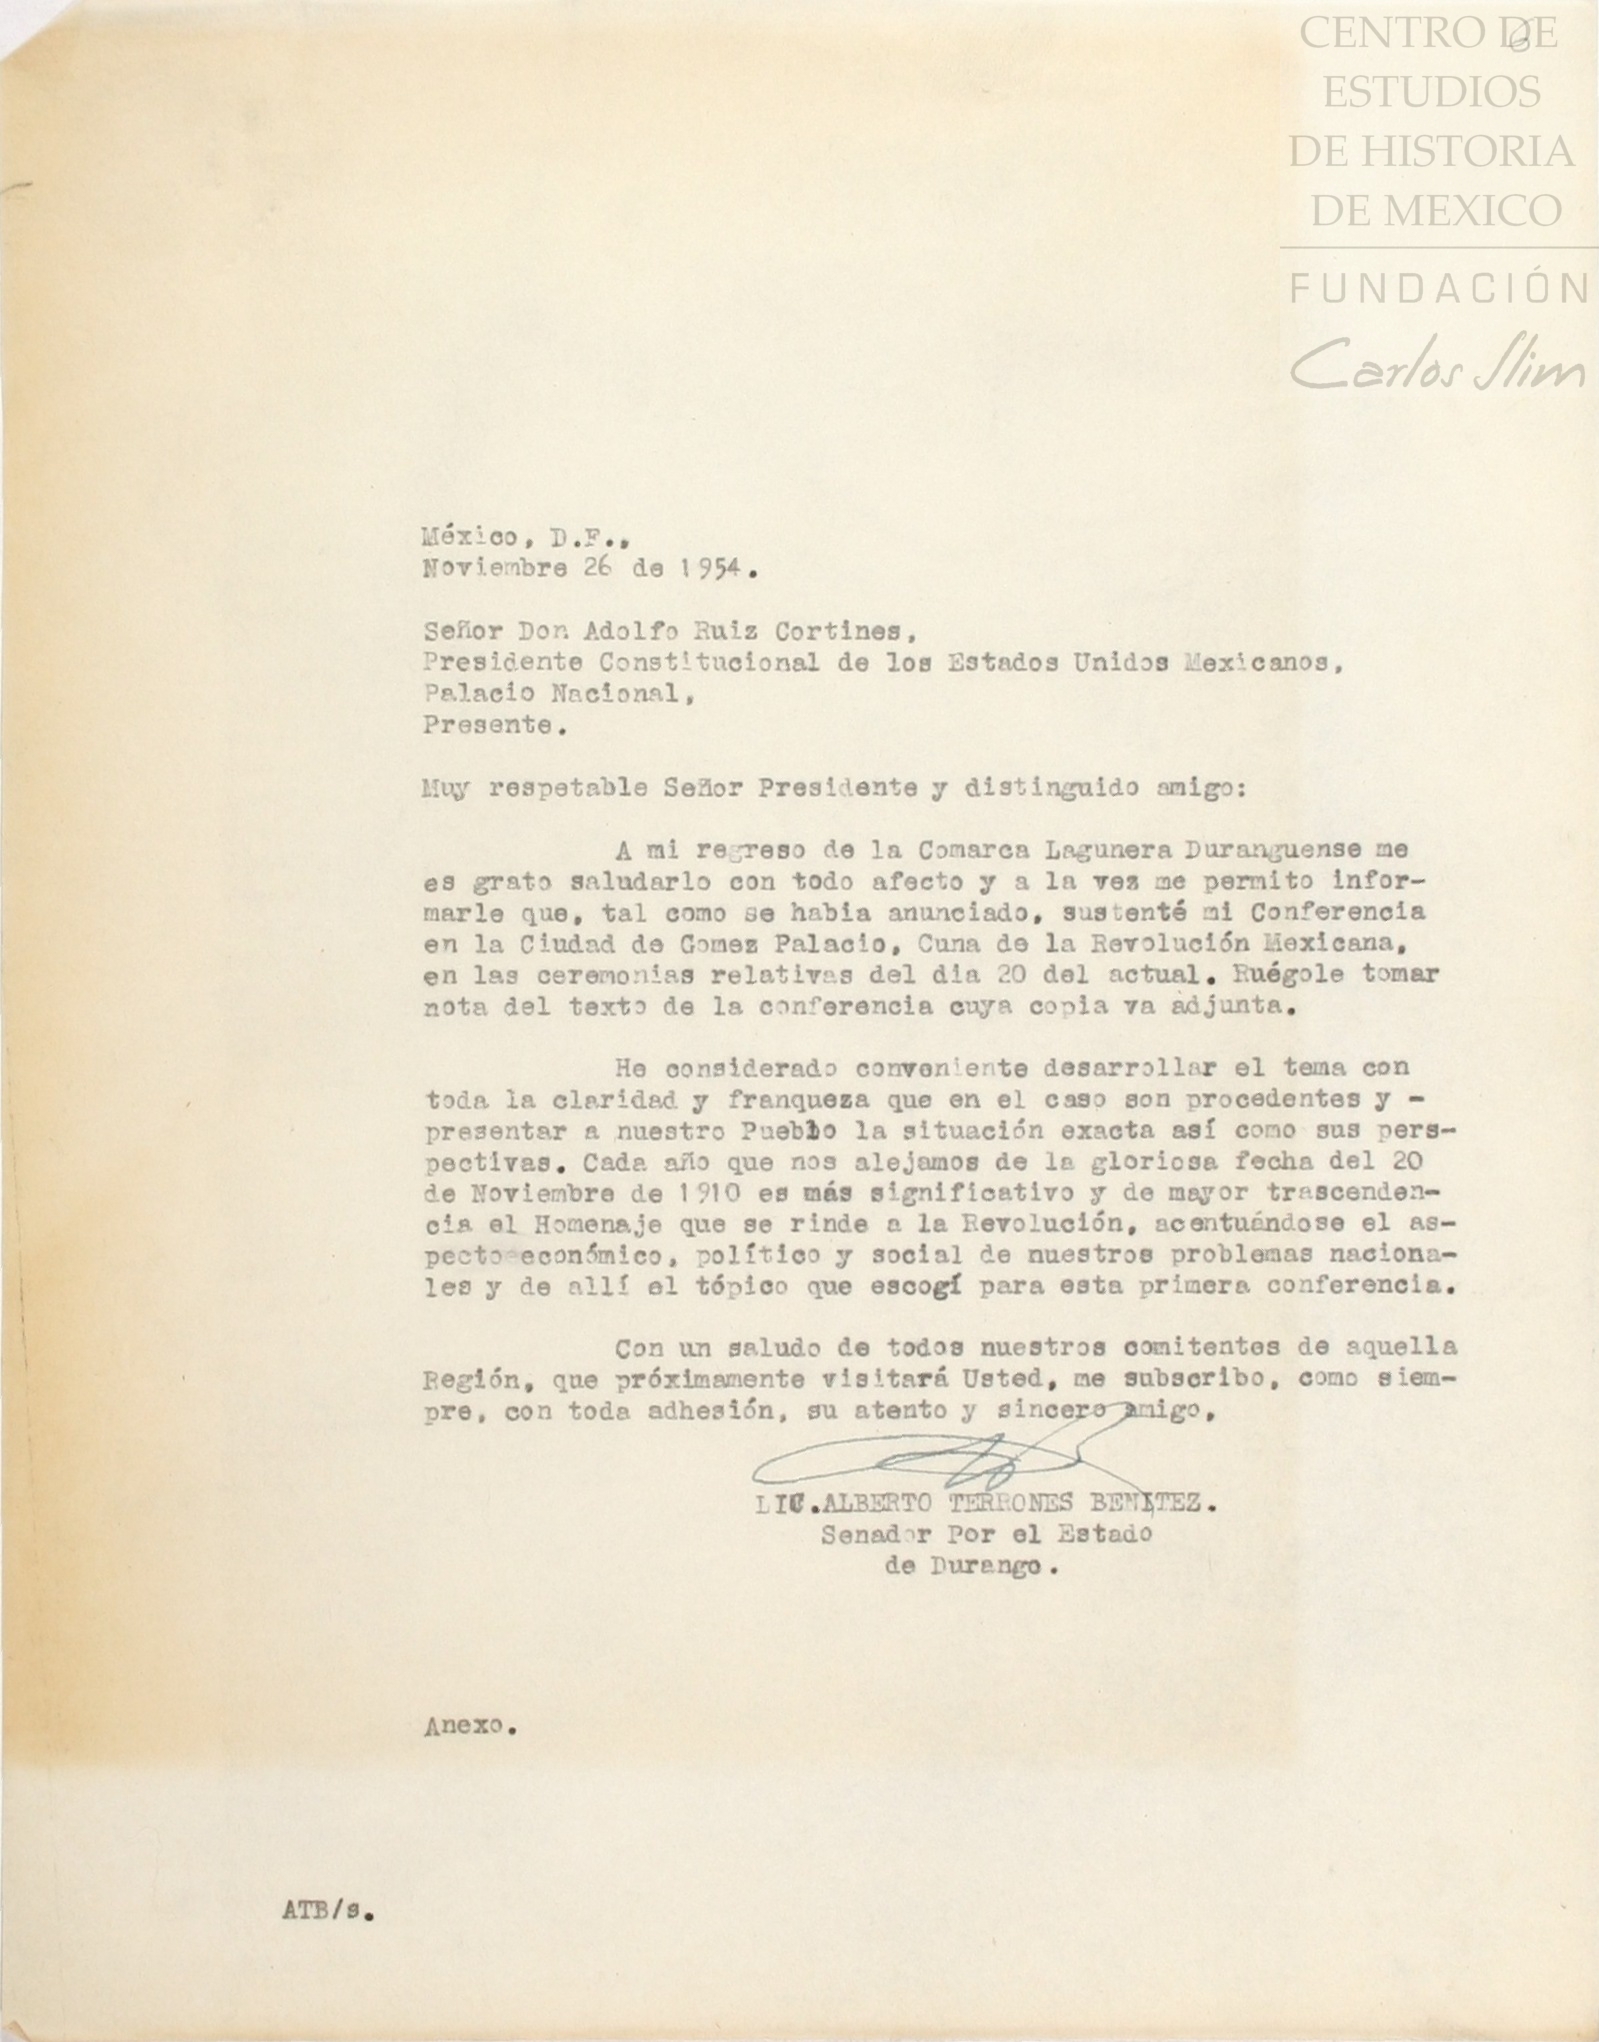 CENTRO DE
ESTUDIOS
DE HISTORIA
DE MEXICO
FUNDACIÓN
Carlos Slim
6
México, D.F.,
Noviembre 26 de 1954.
Señor Don Adolfo Ruiz Cortines,
Presidente Constitucional de los Estados Unidos Mexicanos,
Palacio Nacional,
Presente.
Muy respetable Señor Presidente y distinguido amigo:
A mi regreso de la Comarca Lagunera Duranguense me
es grato saludarlo con todo afecto y a la vez me permito infor-
marle que, tal como se habia anunciado, sustenté mi Conferencia
en la Ciudad de Gomez Palacio, Cuna de la Revolución Mexicana,
en las ceremonias relativas del dia 20 del actual. Ruégole tomar
nota del texto de la conferencia cuya copia va adjunta.
He considerado conveniente desarrollar el tema con
toda la claridad y franqueza que en el caso son procedentes y -
presentar a nuestro Pueblo la situación exacta así como sus pers-
pectivas. Cada año que nos alejamos de la gloriosa fecha del 20
de Noviembre de 1910 es más significativo y de mayor trascenden-
cia el Homenaje que se rinde a la Revolución, acentuándose el as-
pecto económico, político y social de nuestros problemas naciona-
les y de allí el tópico que escogí para esta primera conferencia.
Con un saludo de todos nuestros comitentes de aquella
Región, que próximamente visitará Usted, me subscribo, como siem-
pre, con toda adhesión, su atento y sincero amigo,
LIC.ALBERTO TERRONES BENITEZ.
Senador Por el Estado
de Durango.
Anexo.
ATB/s.